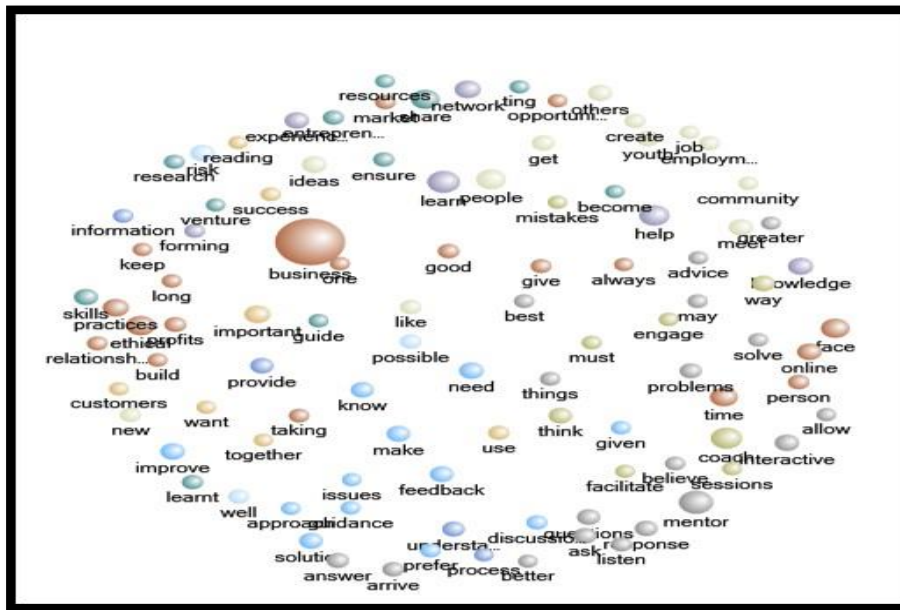 resources
market
share
network
ting
opportuni...
others
experienc...
entrepren...
create
youth
job
employm...
reading
risk
research
ideas
ensure
get
learn
people
community
success
venture
mistakes
become
help
information
forming
meet
greater
keep
business
one
good
give
always
advice
knowledge
way
long
skills
practices
ethical
profits
important
guide
like
best
engage
may
relationsh...
build
possible
must
solve
face
online
provide
need
things
problems
person
customers
know
time
new
want
taking
think
given
allow
together
make
use
coach
interactive
improve
learnt
issues
feedback
facilitate
believe
sessions
well
approach
guidance
mentor
understa...
discussio...
questions
response
solutio
answer
prefer
process
ask
listen
arrive
better